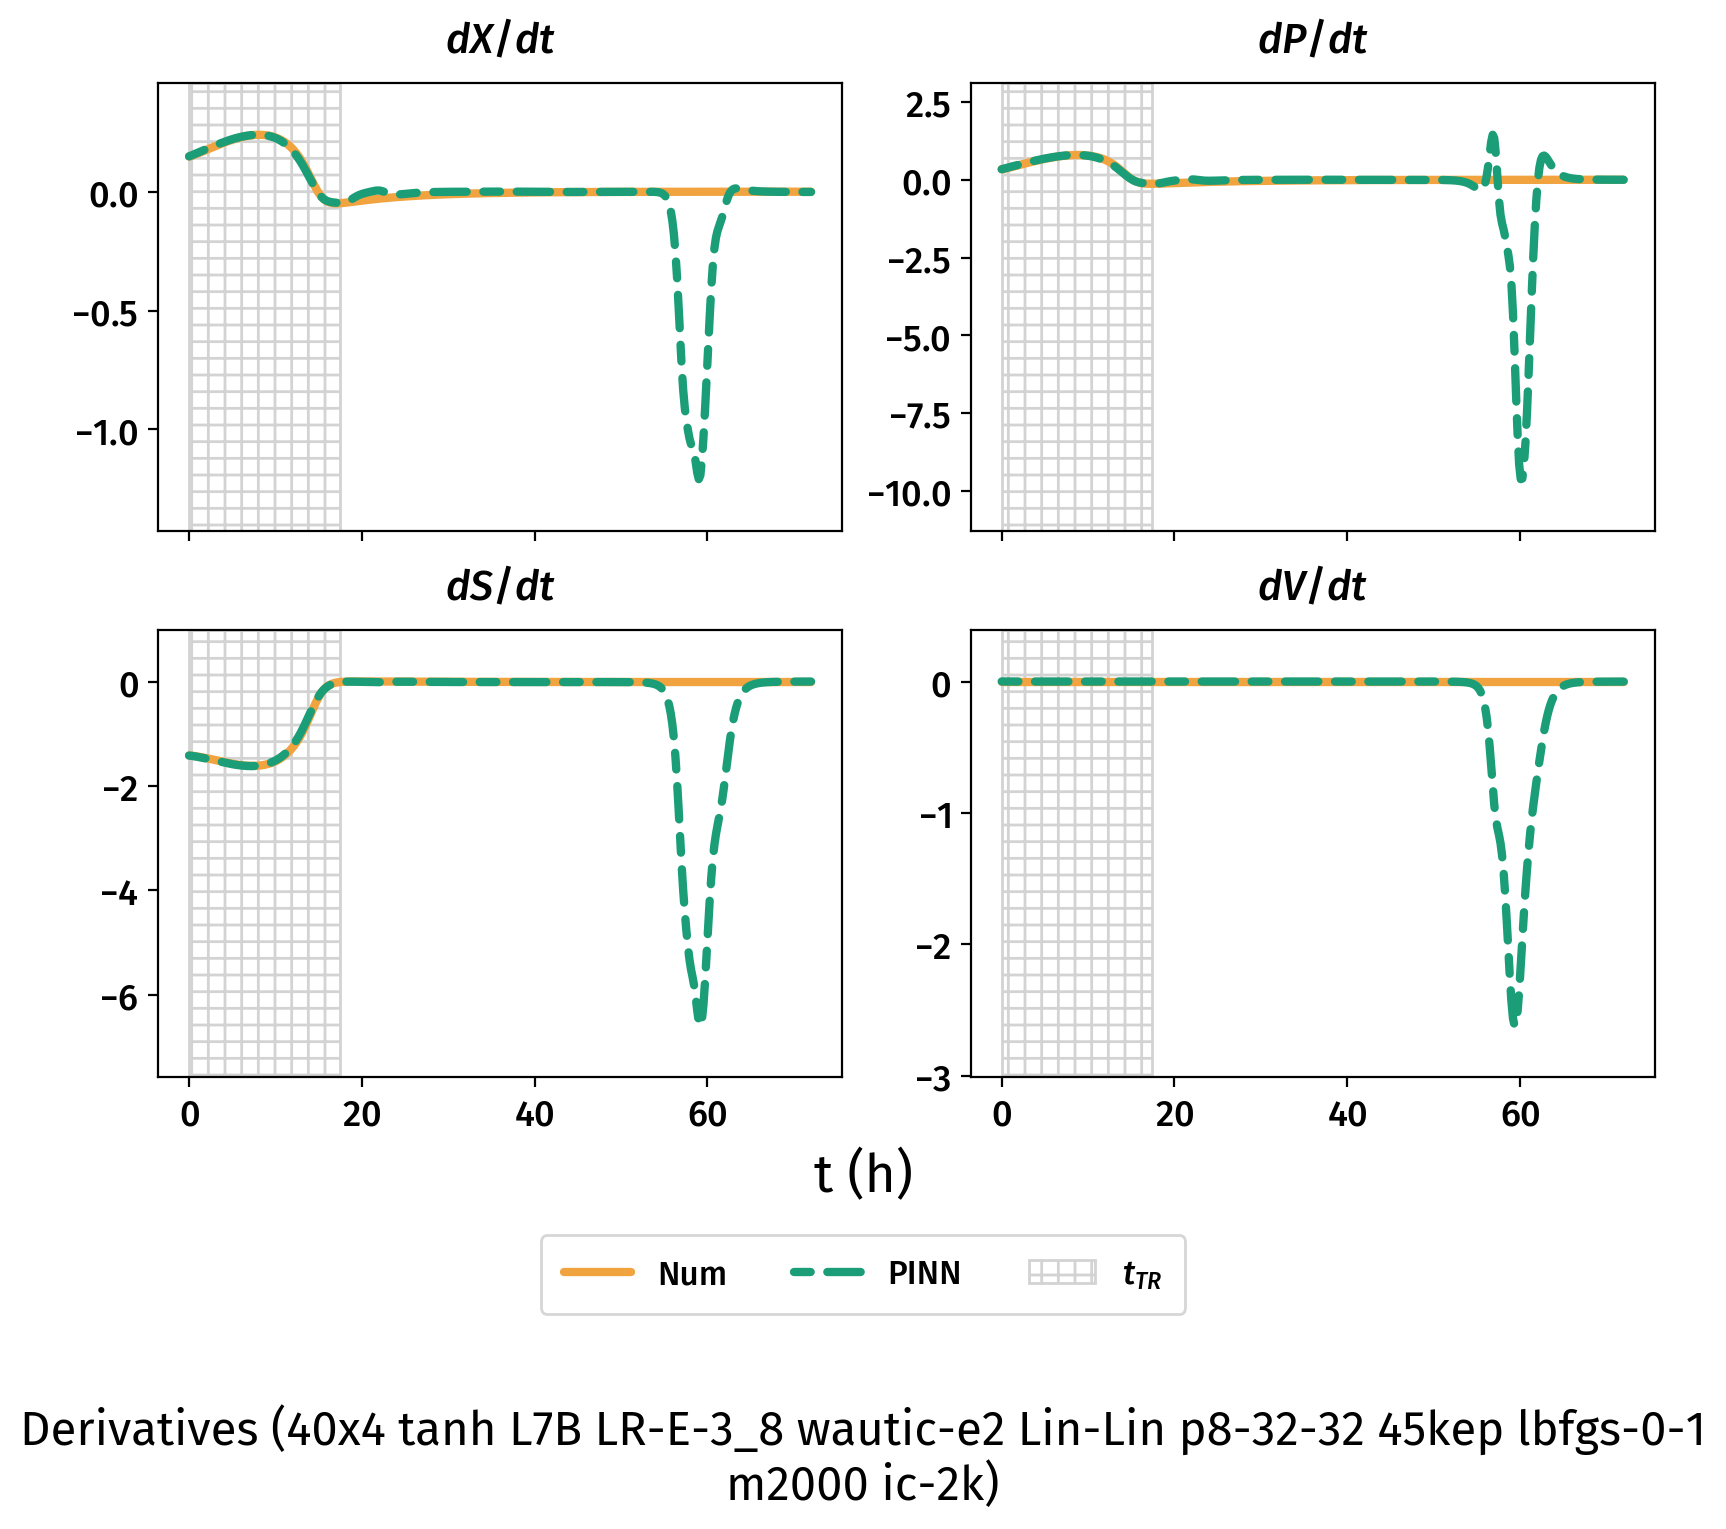 dX/dt
dP/dt
0.0
−0.5
−1.0
2.5
0.0
−2.5
−5.0
−7.5
−10.0
dS/dt
dV/dt
0
−2
−4
−6
0
−1
−2
−3
0 20 40 60
0 20 40 60
t (h)
Num PINN tTR
Derivatives (40x4 tanh L7B LR-E-3_8 wautic-e2 Lin-Lin p8-32-32 45kep lbfgs-0-1
m2000 ic-2k)